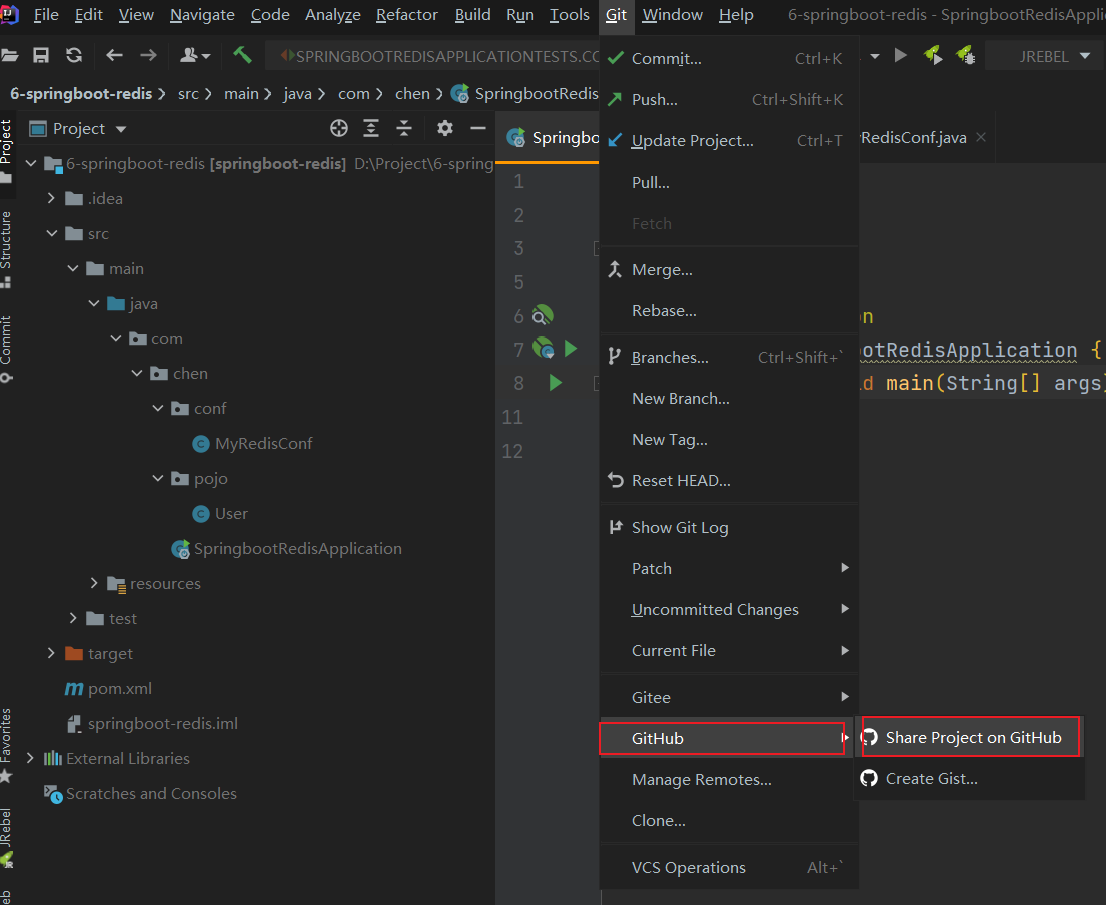 File Edit View Navigate Code Analyze Refactor Build Run Tools Git Window Help 6-springboot-redis - SpringbootRedisApplic
SPRINGBOOTREDISAPPLICATIONTESTS.CO
JREBEL
6-springboot-redis src main java com chen SpringbootRedis
Project
Springbo
RedisConf.java
6-springboot-redis [springboot-redis] D:\Project\6-spring
.idea
src
main
java
com
chen
conf
MyRedisConf
pojo
User
SpringbootRedisApplication
resources
test
target
pom.xml
springboot-redis.iml
External Libraries
Scratches and Consoles
Project
Structure
Commit
Favorites
JRebel
eb
1
2
3
5
6 on
7 otRedisApplication {
8 d main(String[] args)
11
12
Commit... Ctrl+K
Push... Ctrl+Shift+K
Update Project... Ctrl+T
Pull...
Fetch
Merge...
Rebase...
Branches... Ctrl+Shift+`
New Branch...
New Tag...
Reset HEAD...
Show Git Log
Patch
Uncommitted Changes
Current File
Gitee
GitHub
Manage Remotes...
Clone...
VCS Operations Alt+`
Share Project on GitHub
Create Gist...